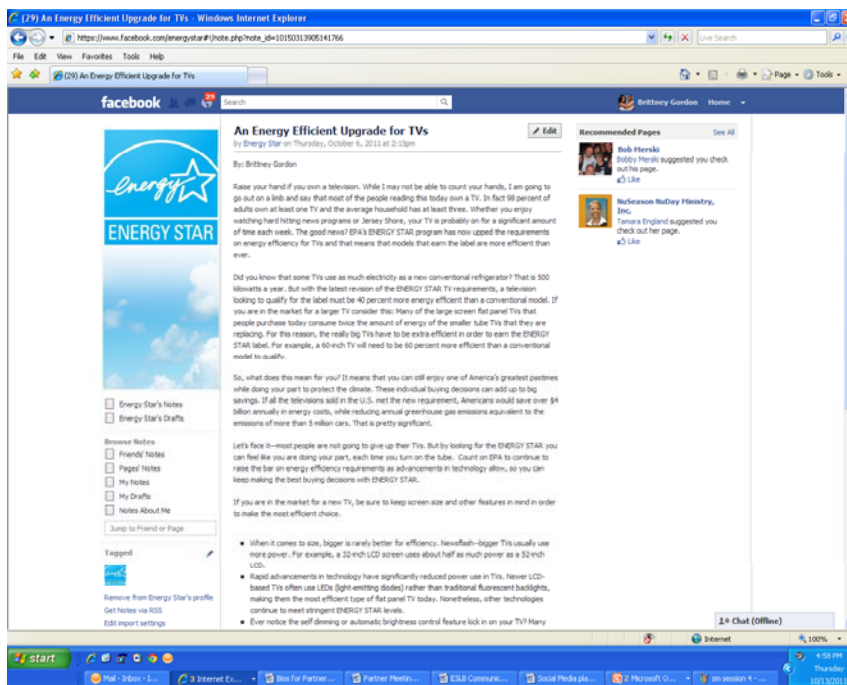 (29) An Energy Efficient Upgrade for TVs - Windows Internet Explorer
https://www.facebook.com/energystar#!/note.php?note_id=10150313905141766
Live Search
File Edit View Favorites Tools Help
(29) An Energy Efficient Upgrade for TVs
Page Tools
facebook
29
Search
Brittney Gordon Home
energy
ENERGY STAR
Energy Star's Notes
Energy Star's Drafts
Browse Notes
Friends' Notes
Pages' Notes
My Notes
My Drafts
Notes About Me
Jump to Friend or Page
Tagged
Remove from Energy Star's profile
Get Notes via RSS
Edit import settings
An Energy Efficient Upgrade for TVs
Edit
by Energy Star on Thursday, October 6, 2011 at 2:15pm
By: Brittney Gordon
Raise your hand if you own a television. While I may not be able to count your hands, I am going to
go out on a limb and say that most of the people reading this today own a TV. In fact 98 percent of
adults own at least one TV and the average household has at least three. Whether you enjoy
watching hard hitting news programs or Jersey Shore, your TV is probably on for a significant amount
of time each week. The good news? EPA's ENERGY STAR program has now upped the requirements
on energy efficiency for TVs and that means that models that earn the label are more efficient than
ever.
Did you know that some TVs use as much electricity as a new conventional refrigerator? That is 500
kilowatts a year. But with the latest revision of the ENERGY STAR TV requirements, a television
looking to qualify for the label must be 40 percent more energy efficient than a conventional model. If
you are in the market for a larger TV consider this: Many of the large screen flat panel TVs that
people purchase today consume twice the amount of energy of the smaller tube TVs that they are
replacing. For this reason, the really big TVs have to be extra efficient in order to earn the ENERGY
STAR label. For example, a 60-inch TV will need to be 60 percent more efficient than a conventional
model to qualify.
So, what does this mean for you? It means that you can still enjoy one of America's greatest pastimes
while doing your part to protect the climate. These individual buying decisions can add up to big
savings. If all the televisions sold in the U.S. met the new requirement, Americans would save over $4
billion annually in energy costs, while reducing annual greenhouse gas emissions equivalent to the
emissions of more than 5 million cars. That is pretty significant.
Let's face it—most people are not going to give up their TVs. But by looking for the ENERGY STAR you
can feel like you are doing your part, each time you turn on the tube. Count on EPA to continue to
raise the bar on energy efficiency requirements as advancements in technology allow, so you can
keep making the best buying decisions with ENERGY STAR.
If you are in the market for a new TV, be sure to keep screen size and other features in mind in order
to make the most efficient choice.
When it comes to size, bigger is rarely better for efficiency. Newsflash--bigger TVs usually use
more power. For example, a 32-inch LCD screen uses about half as much power as a 52-inch
LCD.
Rapid advancements in technology have significantly reduced power use in TVs. Newer LCD-
based TVs often use LEDs (light-emitting diodes) rather than traditional fluorescent backlights,
making them the most efficient type of flat panel TV today. Nonetheless, other technologies
continue to meet stringent ENERGY STAR levels.
Ever notice the self dimming or automatic brightness control feature kick in on your TV? Many
Recommended Pages See All
Bob Merski
Bobby Merski suggested you check
out his page.
Like
NuSeason NuDay Ministry,
Inc.
Tamara England suggested you
check out her page.
Like
Chat (Offline)
Internet 100%
start
Mail - Inbox - I...
3 Internet Ex...
Bios for Partner...
Partner Meetin...
ESLB Communic...
Social Media pla...
2 Microsoft O...
sm session 4 - ...
4:58 PM
Thursday
10/13/2011